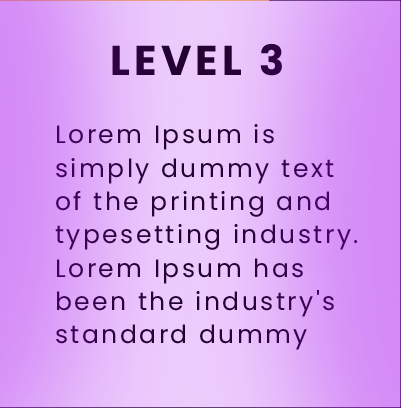 LEVEL 3
Lorem Ipsum is
simply dummy text
of the printing and
typesetting industry.
Lorem Ipsum has
been the industry's
standard dummy